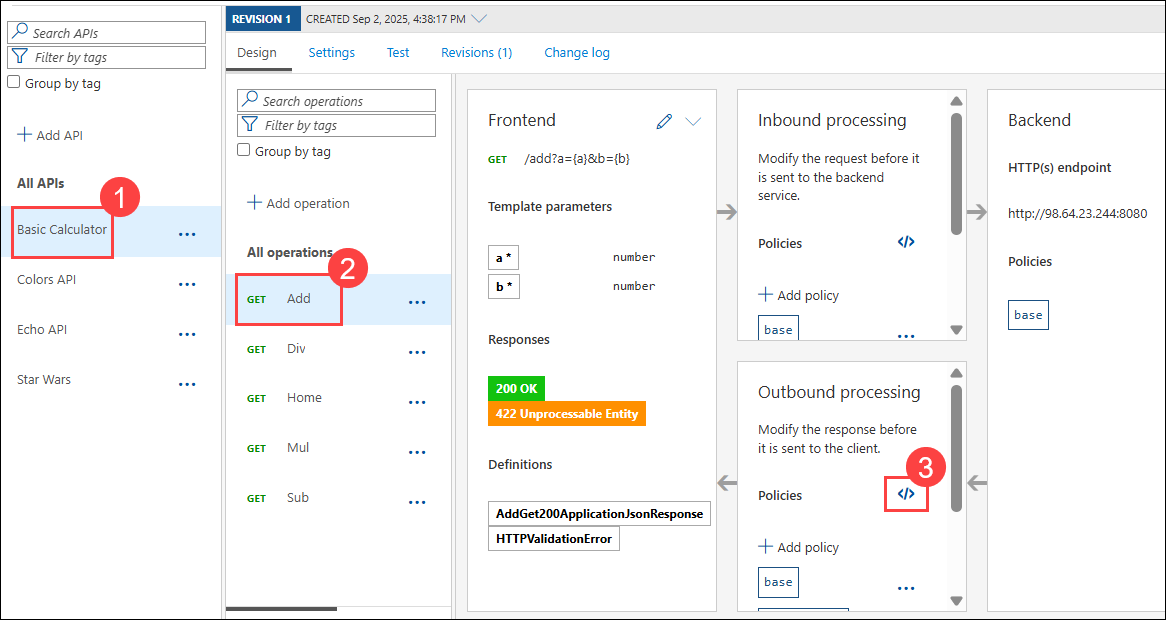 Search APIs
Filter by tags
Group by tag
Add API
All APIs
1
Basic Calculator
...
Colors API
...
Echo API
...
Star Wars
...
REVISION 1 CREATED Sep 2, 2025, 4:38:17 PM
Design Settings Test Revisions (1) Change log
Search operations
Filter by tags
Group by tag
Add operation
All operations
2
GET Add ...
GET Div ...
GET Home ...
GET Mul ...
GET Sub ...
Frontend
GET /add?a={a}&b={b}
Template parameters
a * number
b * number
Responses
200 OK
422 Unprocessable Entity
Definitions
AddGet200ApplicationJsonResponse
HTTPValidationError
Inbound processing
Modify the request before it
is sent to the backend
service.
Policies </>
Add policy
base ...
Outbound processing
Modify the response before
it is sent to the client.
3
Policies </>
Add policy
base ...
Backend
HTTP(s) endpoint
http://98.64.23.244:8080
Policies
base